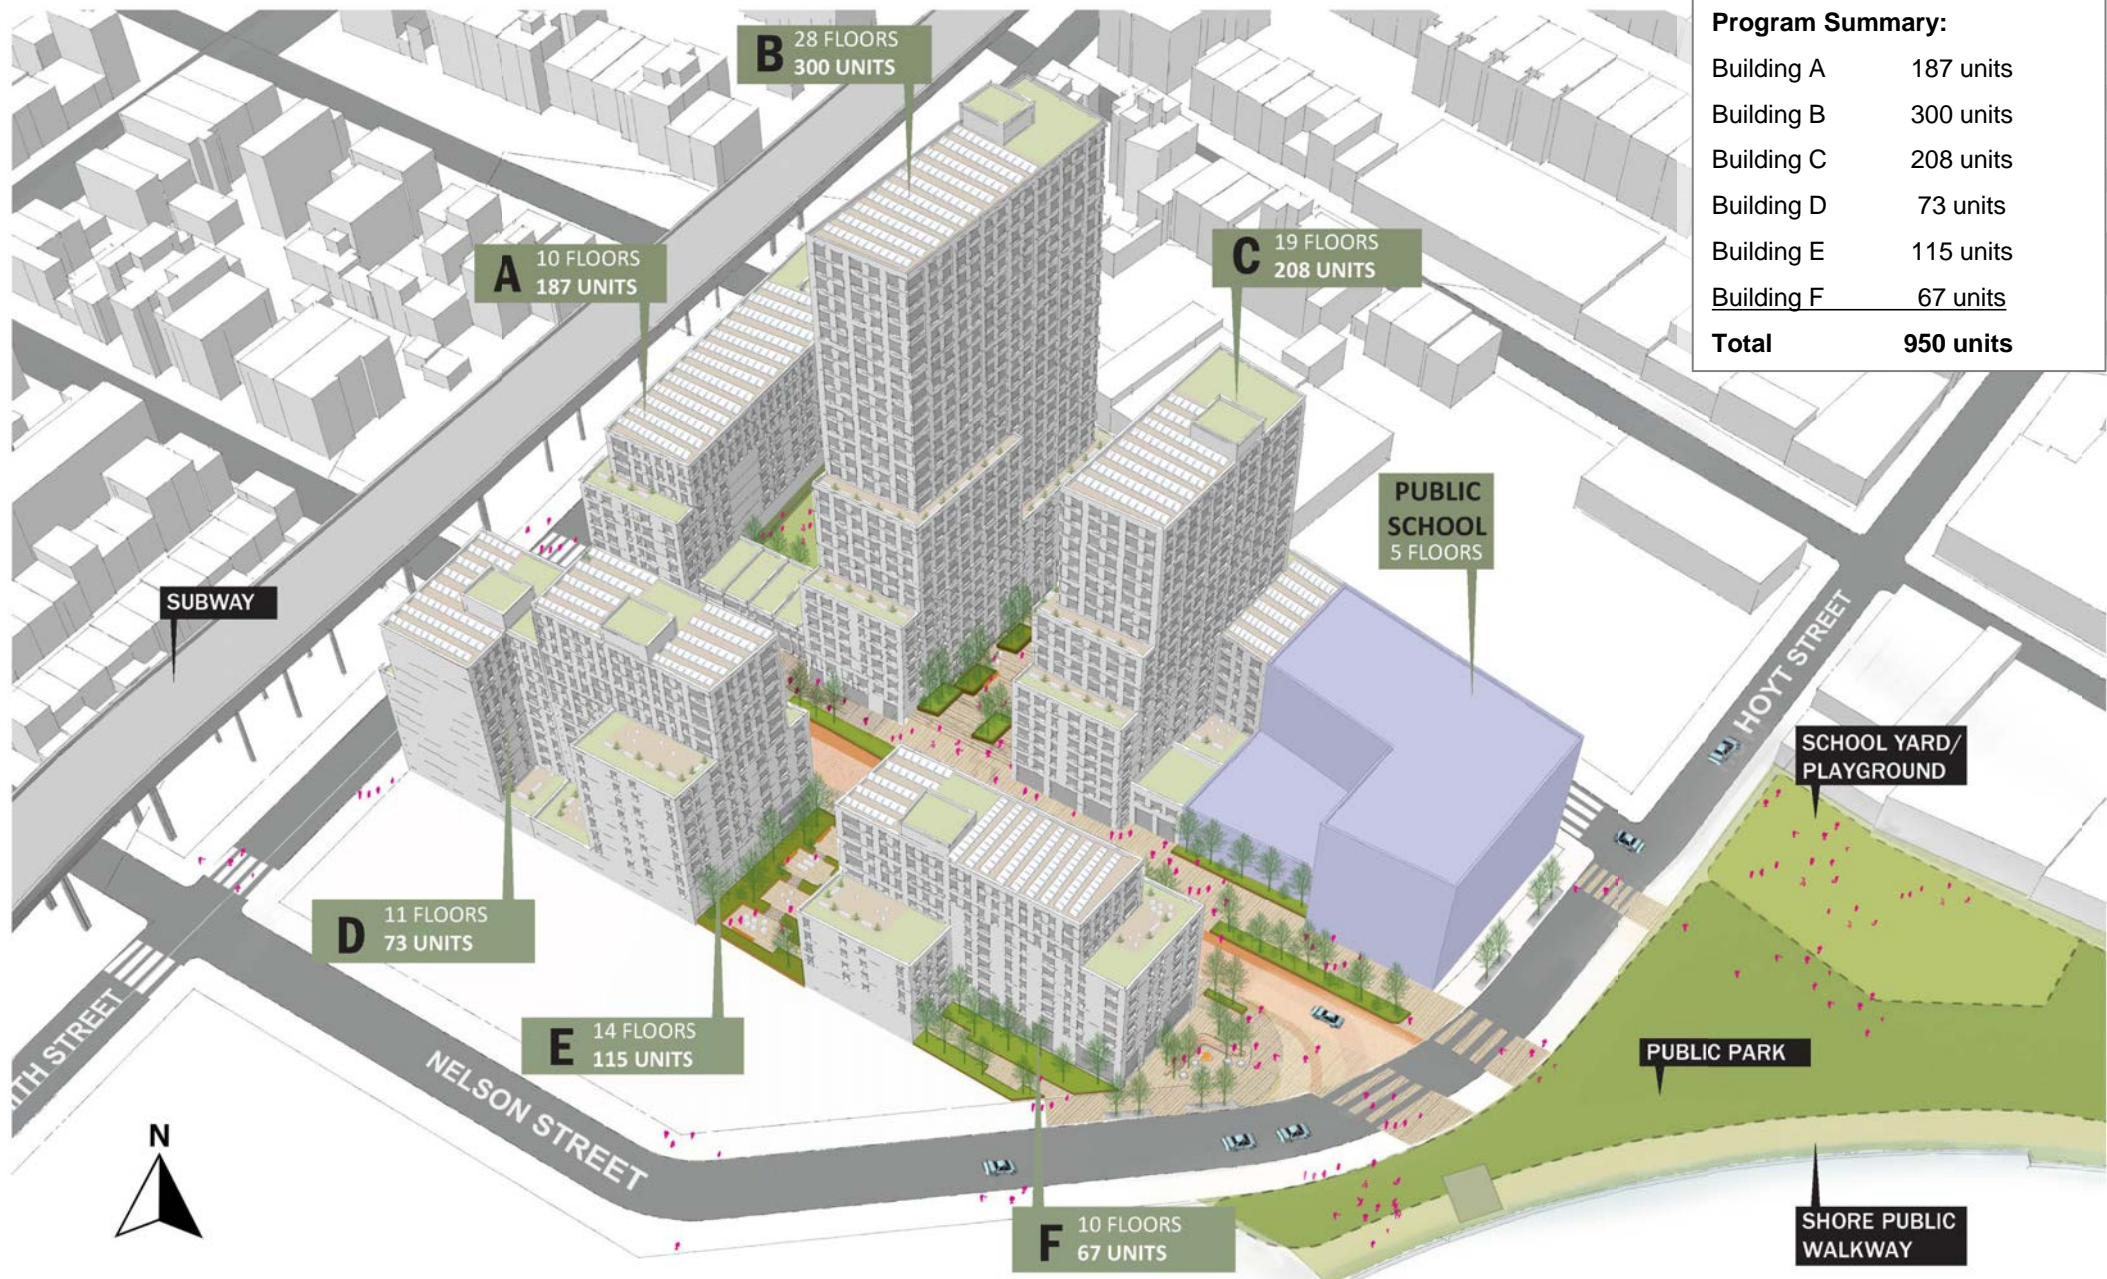 B 28 FLOORS
300 UNITS
A 10 FLOORS
187 UNITS
C 19 FLOORS
208 UNITS
Program Summary:
Building A 187 units
Building B 300 units
Building C 208 units
Building D 73 units
Building E 115 units
Building F 67 units
Total 950 units
PUBLIC
SCHOOL
5 FLOORS
SUBWAY
HOYT STREET
SCHOOL YARD/
PLAYGROUND
D 11 FLOORS
73 UNITS
E 14 FLOORS
115 UNITS
TH STREET
NELSON STREET
PUBLIC PARK
N
F 10 FLOORS
67 UNITS
SHORE PUBLIC
WALKWAY